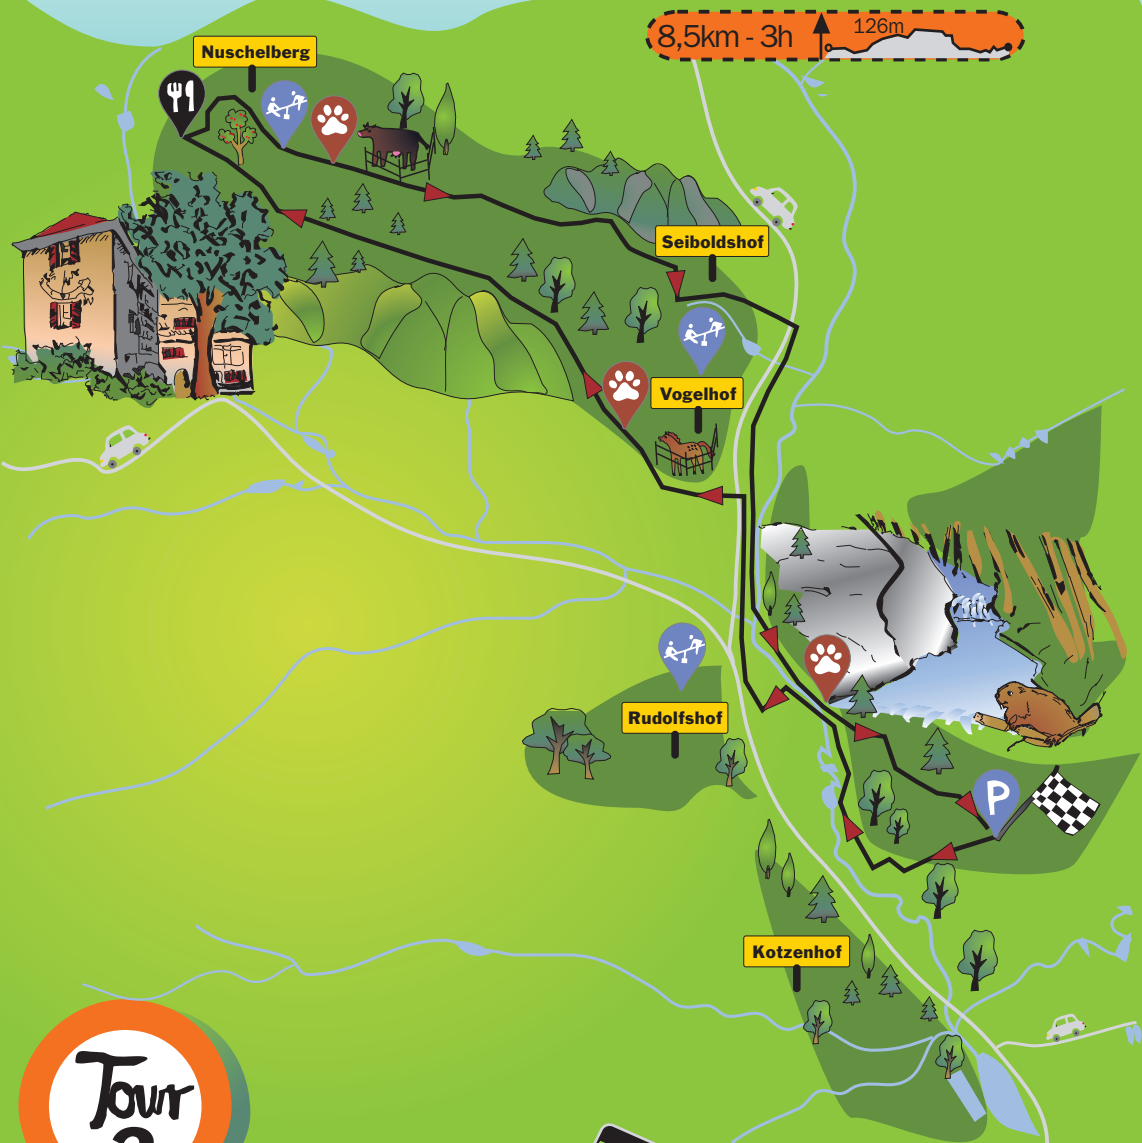 8,5km - 3h
126m
Nuschelberg
Seiboldshof
Vogelhof
Rudolfshof
P
Kotzenhof
Tour